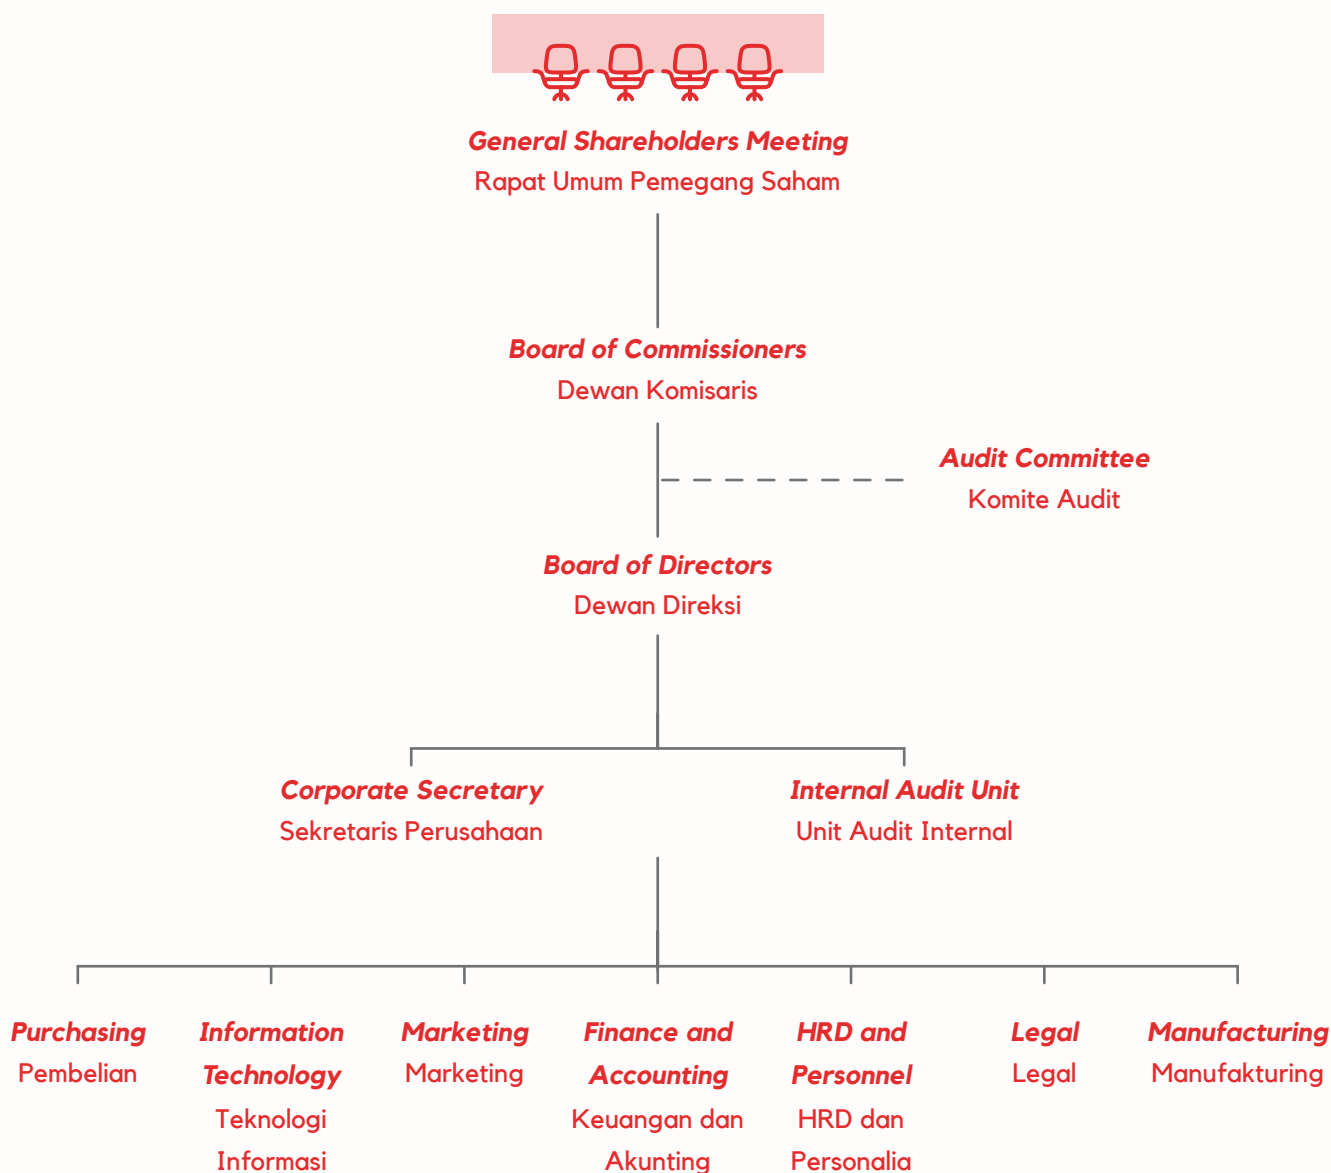 General Shareholders Meeting
Rapat Umum Pemegang Saham
Board of Commissioners
Dewan Komisaris
Audit Committee
Komite Audit
Board of Directors
Dewan Direksi
Corporate Secretary
Sekretaris Perusahaan
Internal Audit Unit
Unit Audit Internal
Purchasing
Pembelian
Information
Technology
Teknologi
Informasi
Marketing
Marketing
Finance and
Accounting
Keuangan dan
Akunting
HRD and
Personnel
HRD dan
Personalia
Legal
Legal
Manufacturing
Manufakturing